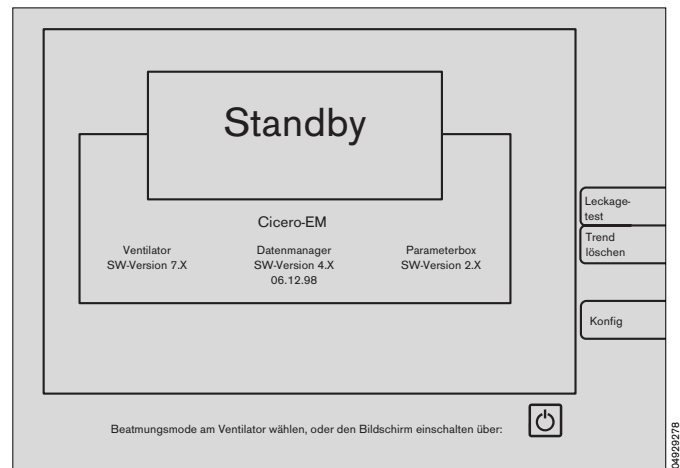 Standby
Cicero-EM
Ventilator
SW-Version 7.X
Datenmanager
SW-Version 4.X
06.12.98
Parameterbox
SW-Version 2.X
Leckage-
test
Trend
löschen
Konfig
Beatmungsmode am Ventilator wählen, oder den Bildschirm einschalten über:
04929278